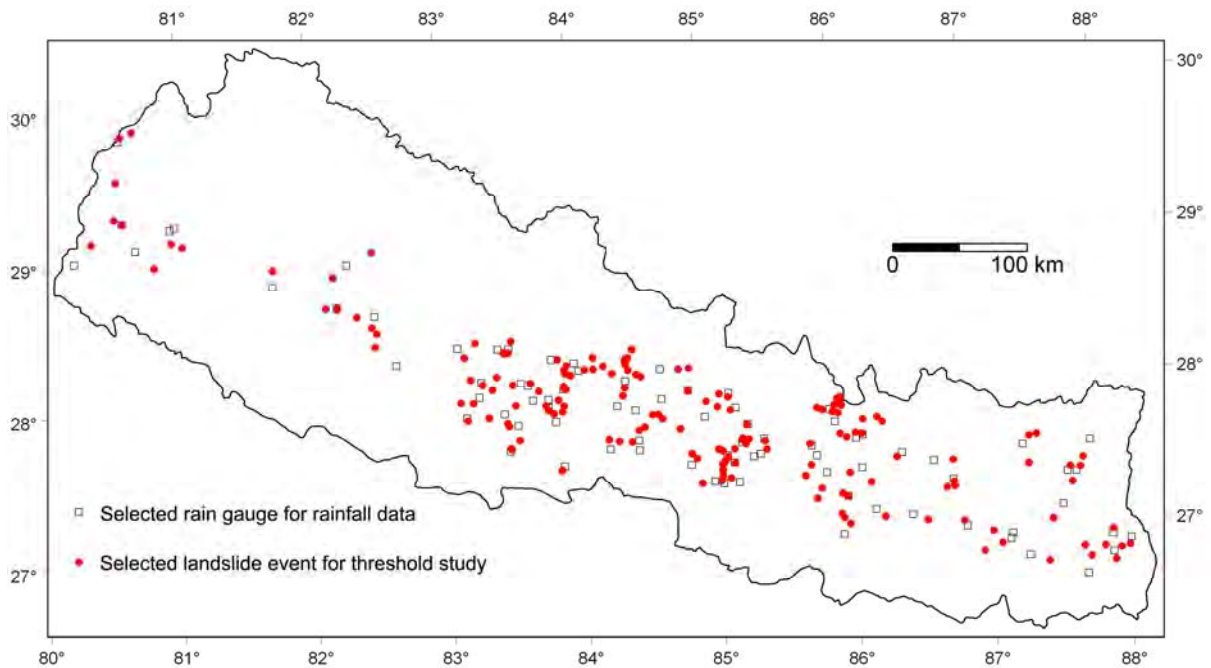 81° 82° 83° 84° 85° 86° 87° 88°
30°
30°
29°
29°
0 100 km
28°
28°
Selected rain gauge for rainfall data
27°
Selected landslide event for threshold study
27°
80° 81° 82° 83° 84° 85° 86° 87° 88°